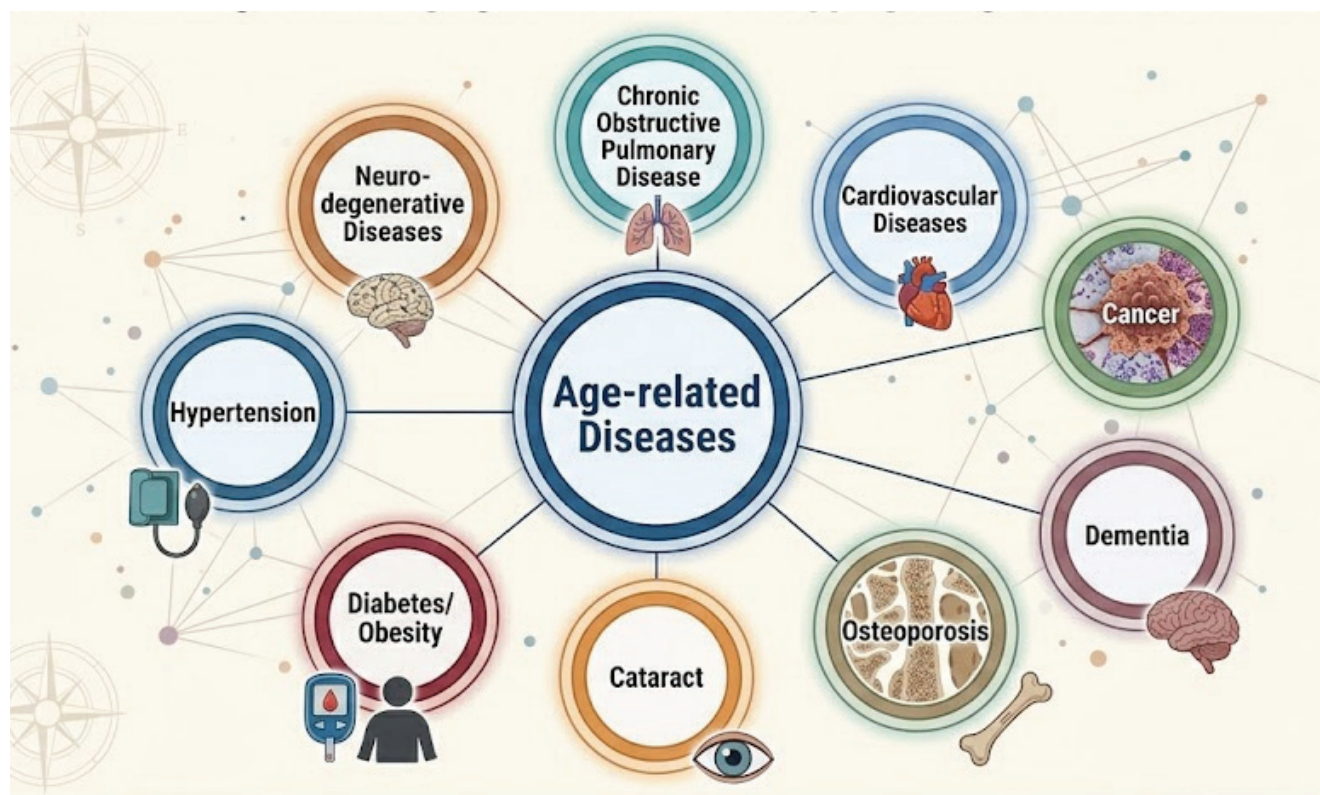 N
E
S
Neuro-
degenerative
Diseases
Chronic
Obstructive
Pulmonary
Disease
Cardiovascular
Diseases
Cancer
Hypertension
Age-related
Diseases
Dementia
Diabetes/
Obesity
Cataract
Osteoporosis